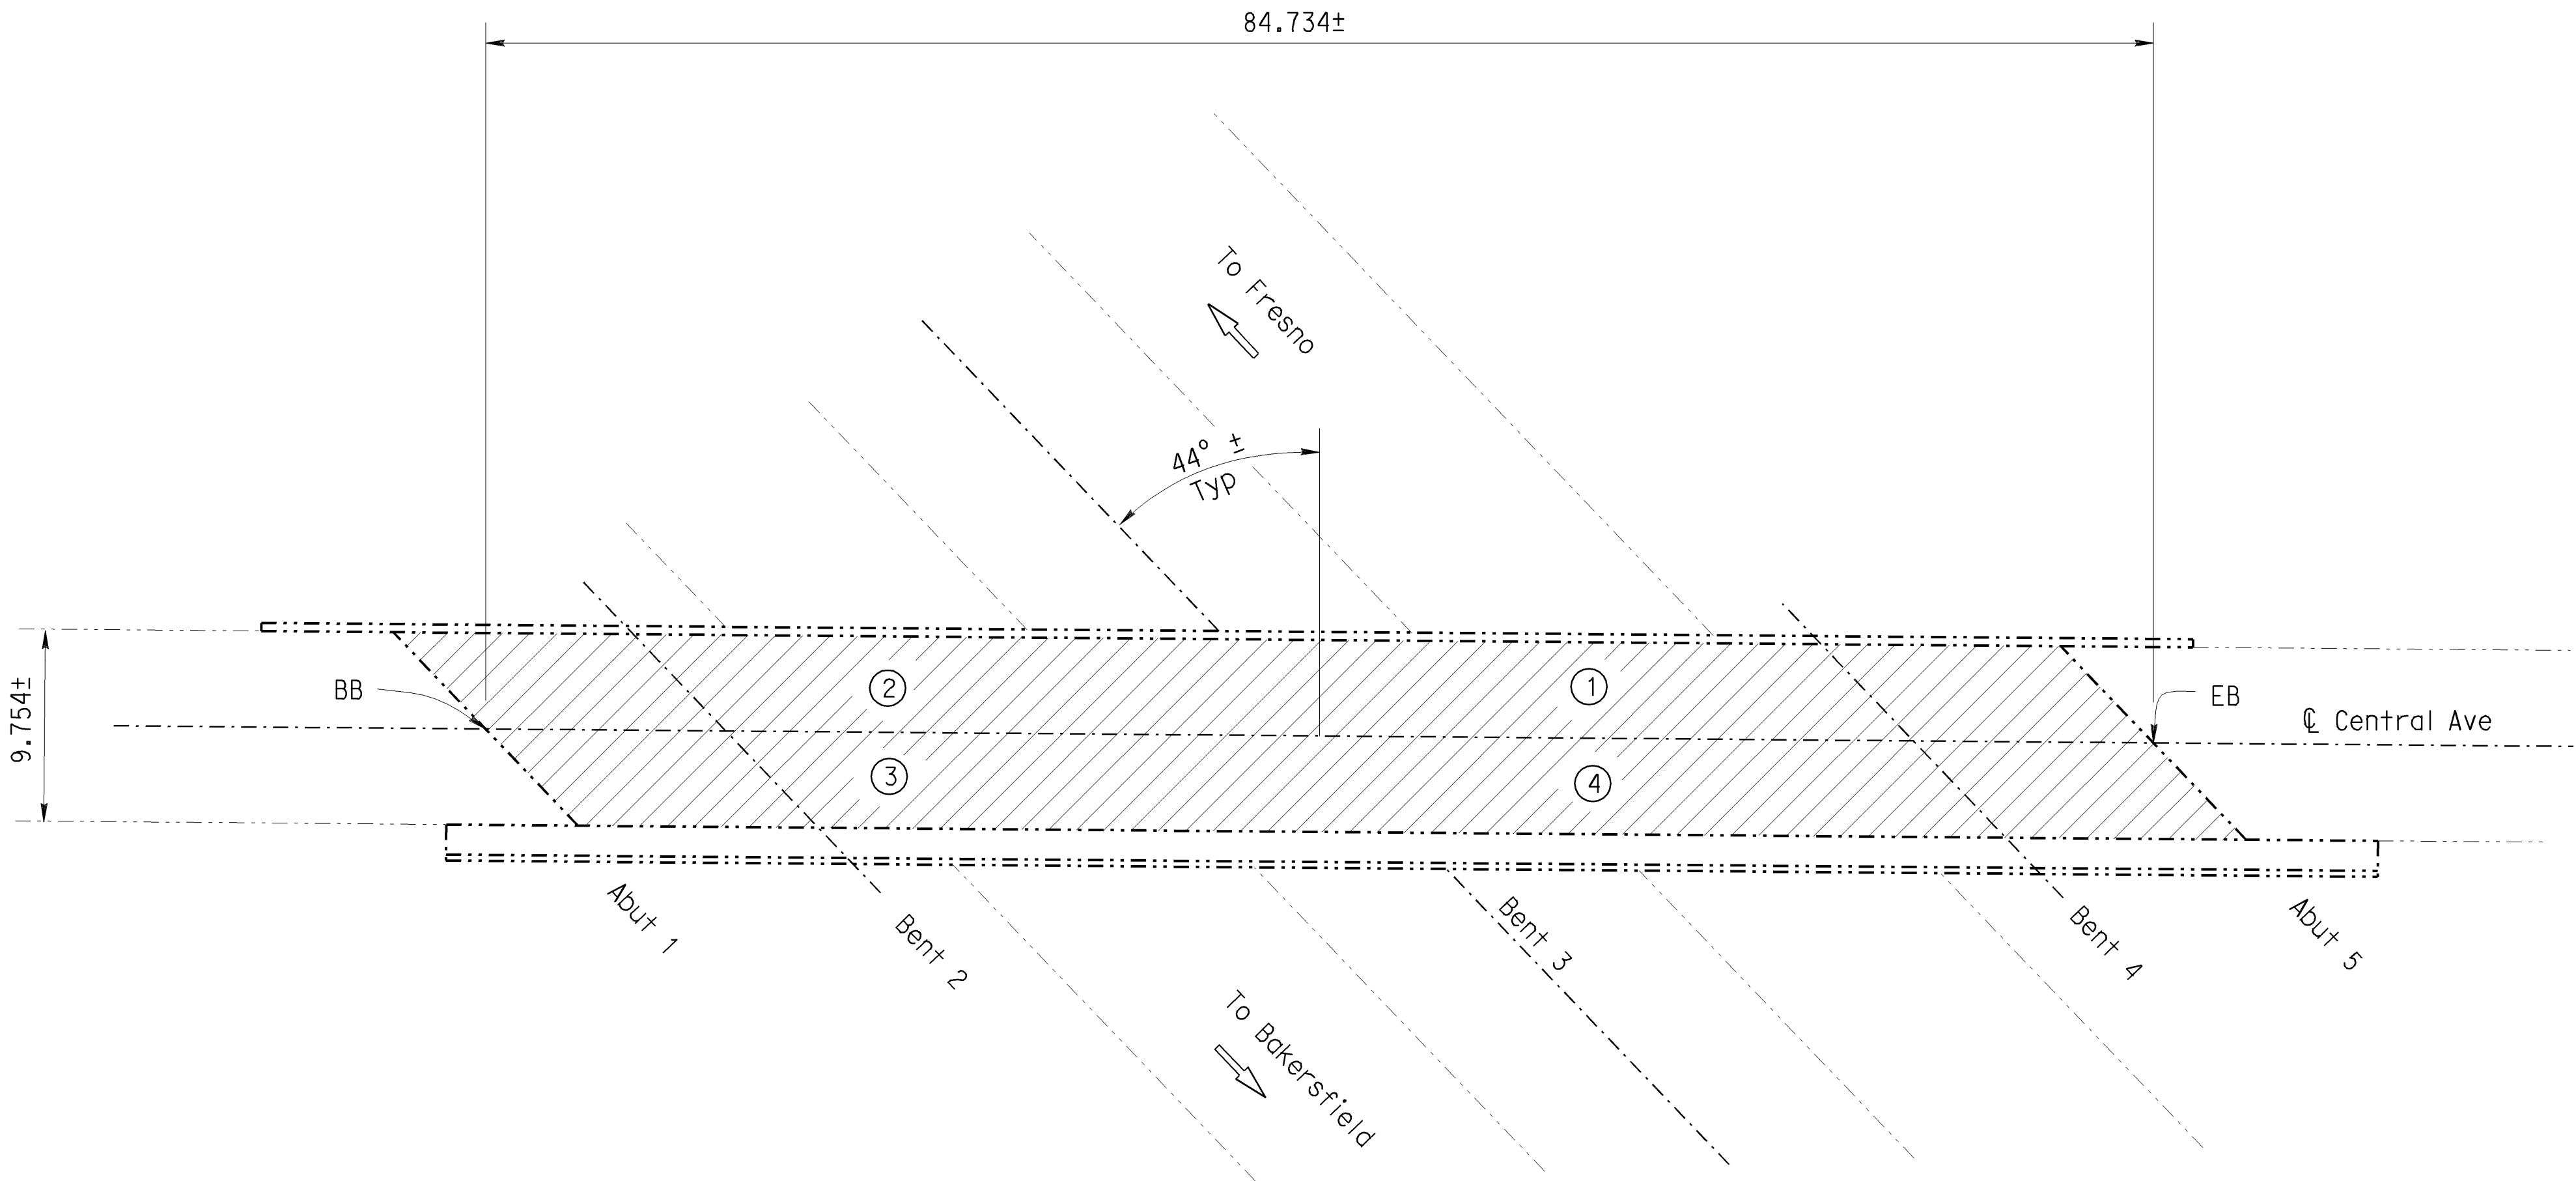 84.734±
To Fresno
44° ±
Typ
9.754±
BB
2
1
EB
℄ Central Ave
3
4
Abut 1
Bent 2
Bent 3
Bent 4
Abut 5
To Bakersfield